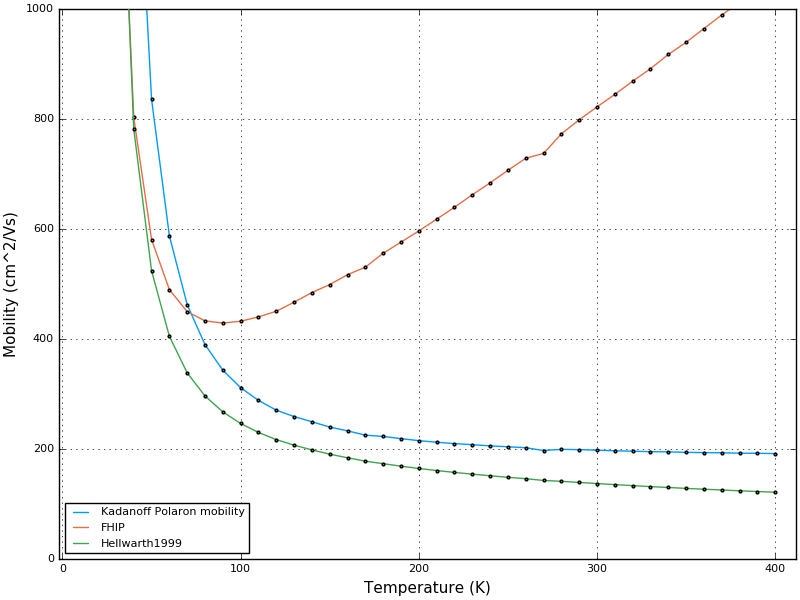 1000
800
600
400
200
0
Mobility (cm^2/Vs)
Kadanoff Polaron mobility
FHIP
Hellwarth1999
0
100
200
300
400
Temperature (K)